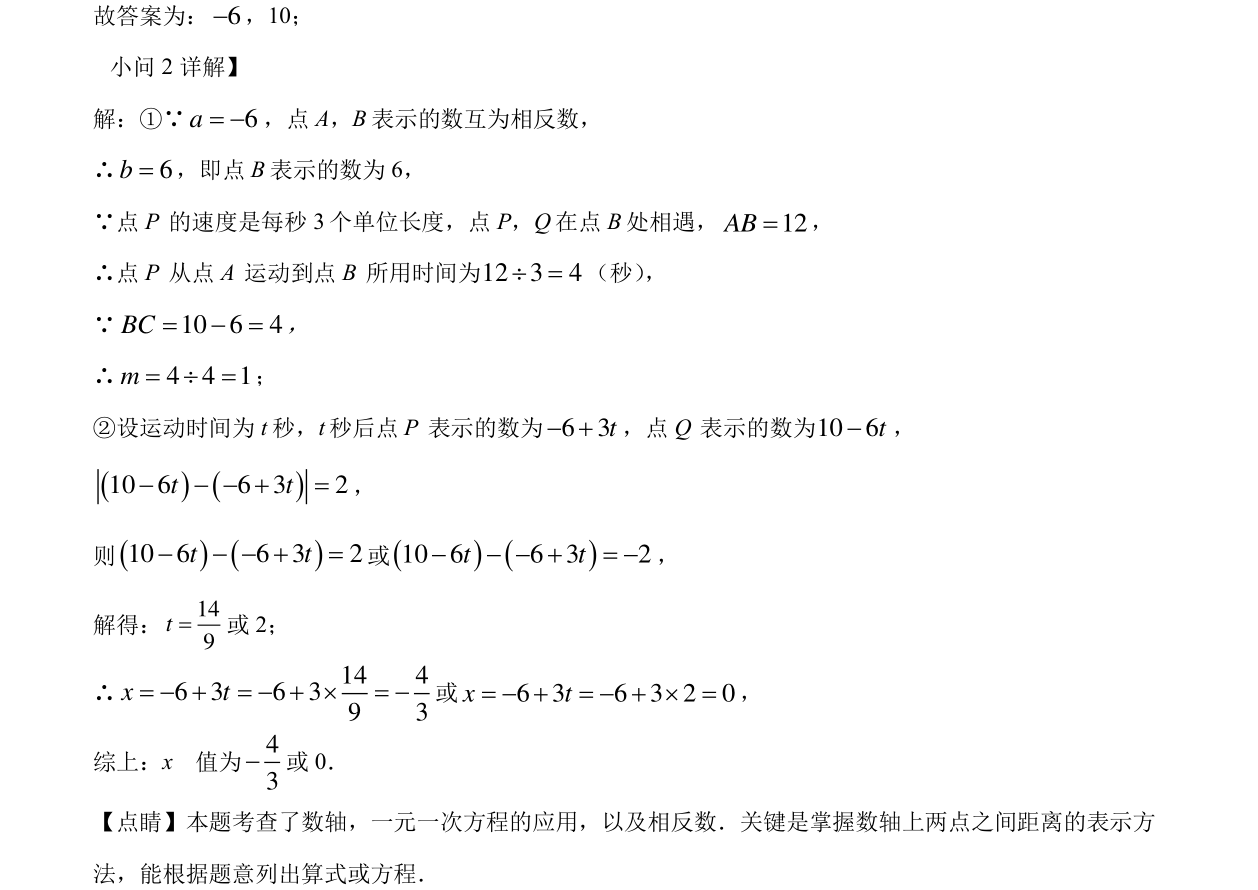 故答案为：−6，10；
小问 2 详解】
解：①∵a = −6，点 A，B 表示的数互为相反数，
∴b = 6，即点 B 表示的数为 6，
∵点 P 的速度是每秒 3 个单位长度，点 P，Q 在点 B 处相遇，AB = 12，
∴点 P 从点 A 运动到点 B 所用时间为12÷3 = 4（秒），
∵BC = 10 − 6 = 4，
∴m = 4÷4 = 1；
②设运动时间为 t 秒，t 秒后点 P 表示的数为−6 + 3t，点 Q 表示的数为10 − 6t，
|(10 − 6t) − (−6 + 3t)| = 2，
则(10 − 6t) − (−6 + 3t) = 2或(10 − 6t) − (−6 + 3t) = −2，
解得：t = 14/9 或 2；
∴x = −6 + 3t = −6 + 3×14/9 = −4/3 或 x = −6 + 3t = −6 + 3×2 = 0，
综上：x 值为−4/3 或 0．
【点睛】本题考查了数轴，一元一次方程的应用，以及相反数．关键是掌握数轴上两点之间距离的表示方
法，能根据题意列出算式或方程．